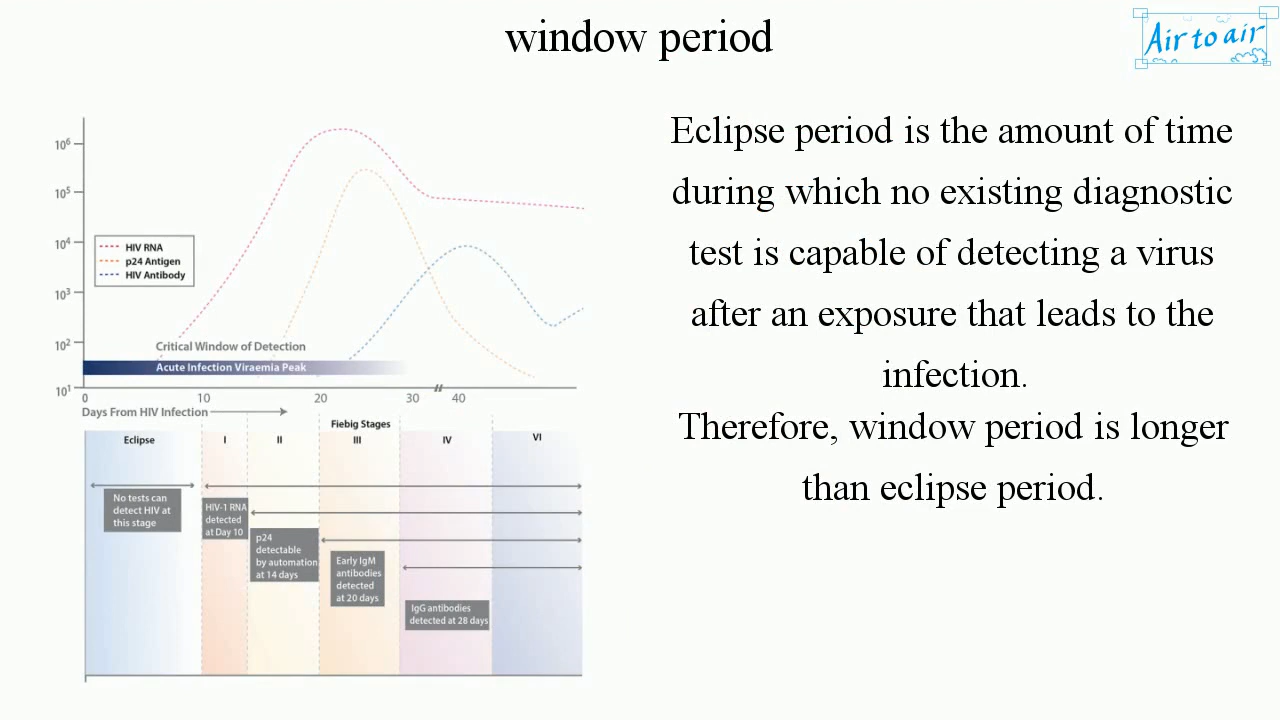 window period
Air to air
Eclipse period is the amount of time
during which no existing diagnostic
test is capable of detecting a virus
after an exposure that leads to the
infection.
Therefore, window period is longer
than eclipse period.
10⁶
10⁵
10⁴
10³
10²
10¹
HIV RNA
p24 Antigen
HIV Antibody
Critical Window of Detection
Acute Infection Viraemia Peak
0 10 20 30 40
Days From HIV Infection
Fiebig Stages
Eclipse I II III IV VI
No tests can
detect HIV at
this stage
HIV-1 RNA
detected
at Day 10
p24
detectable
by automation
at 14 days
Early IgM
antibodies
detected
at 20 days
IgG antibodies
detected at 28 days